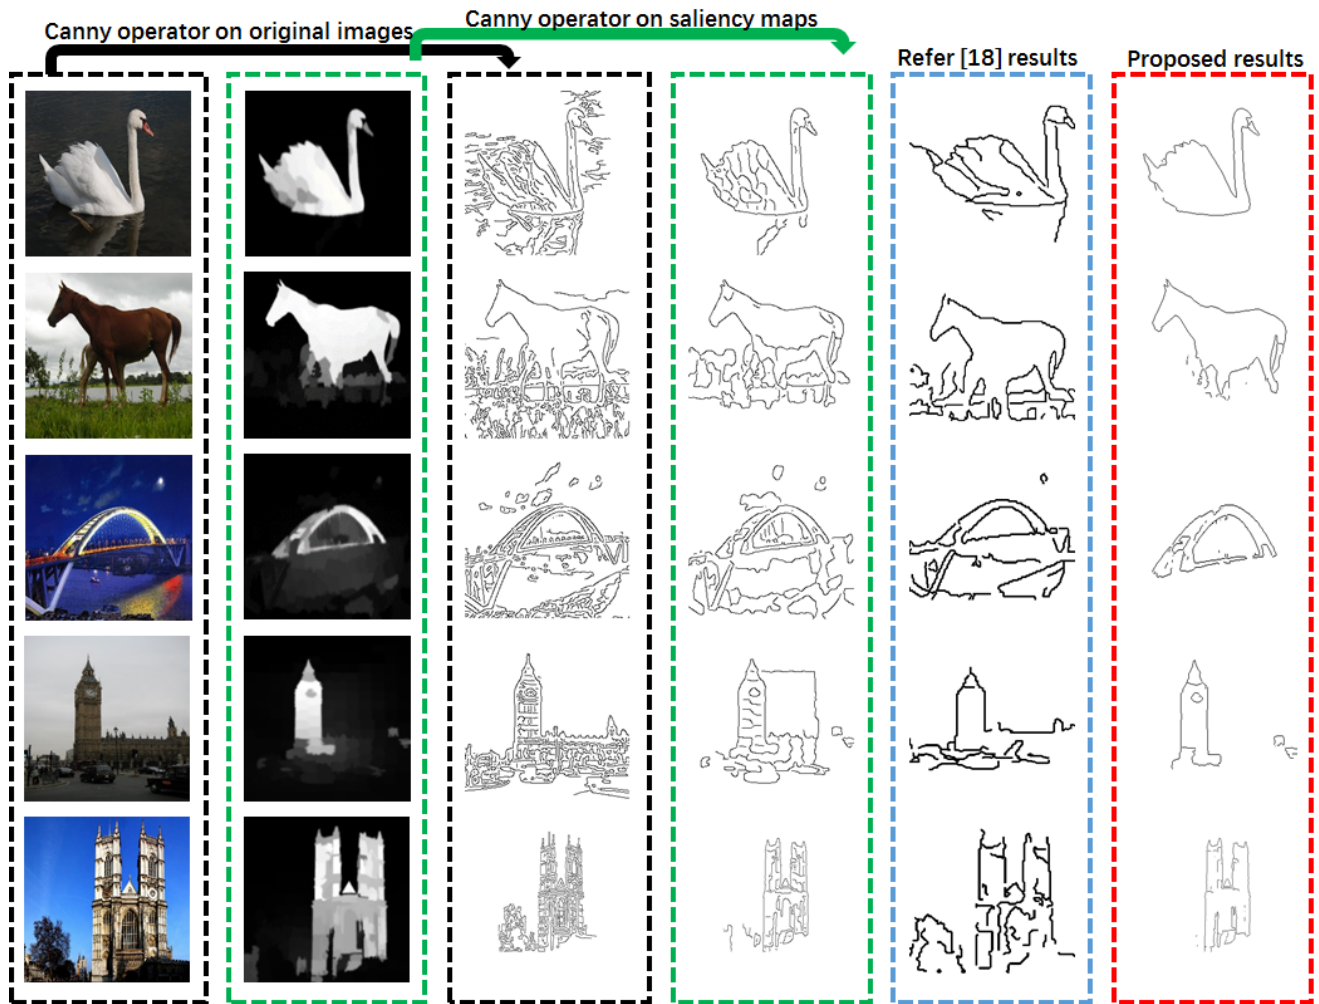 Canny operator on original images
Canny operator on saliency maps
Refer [18] results
Proposed results